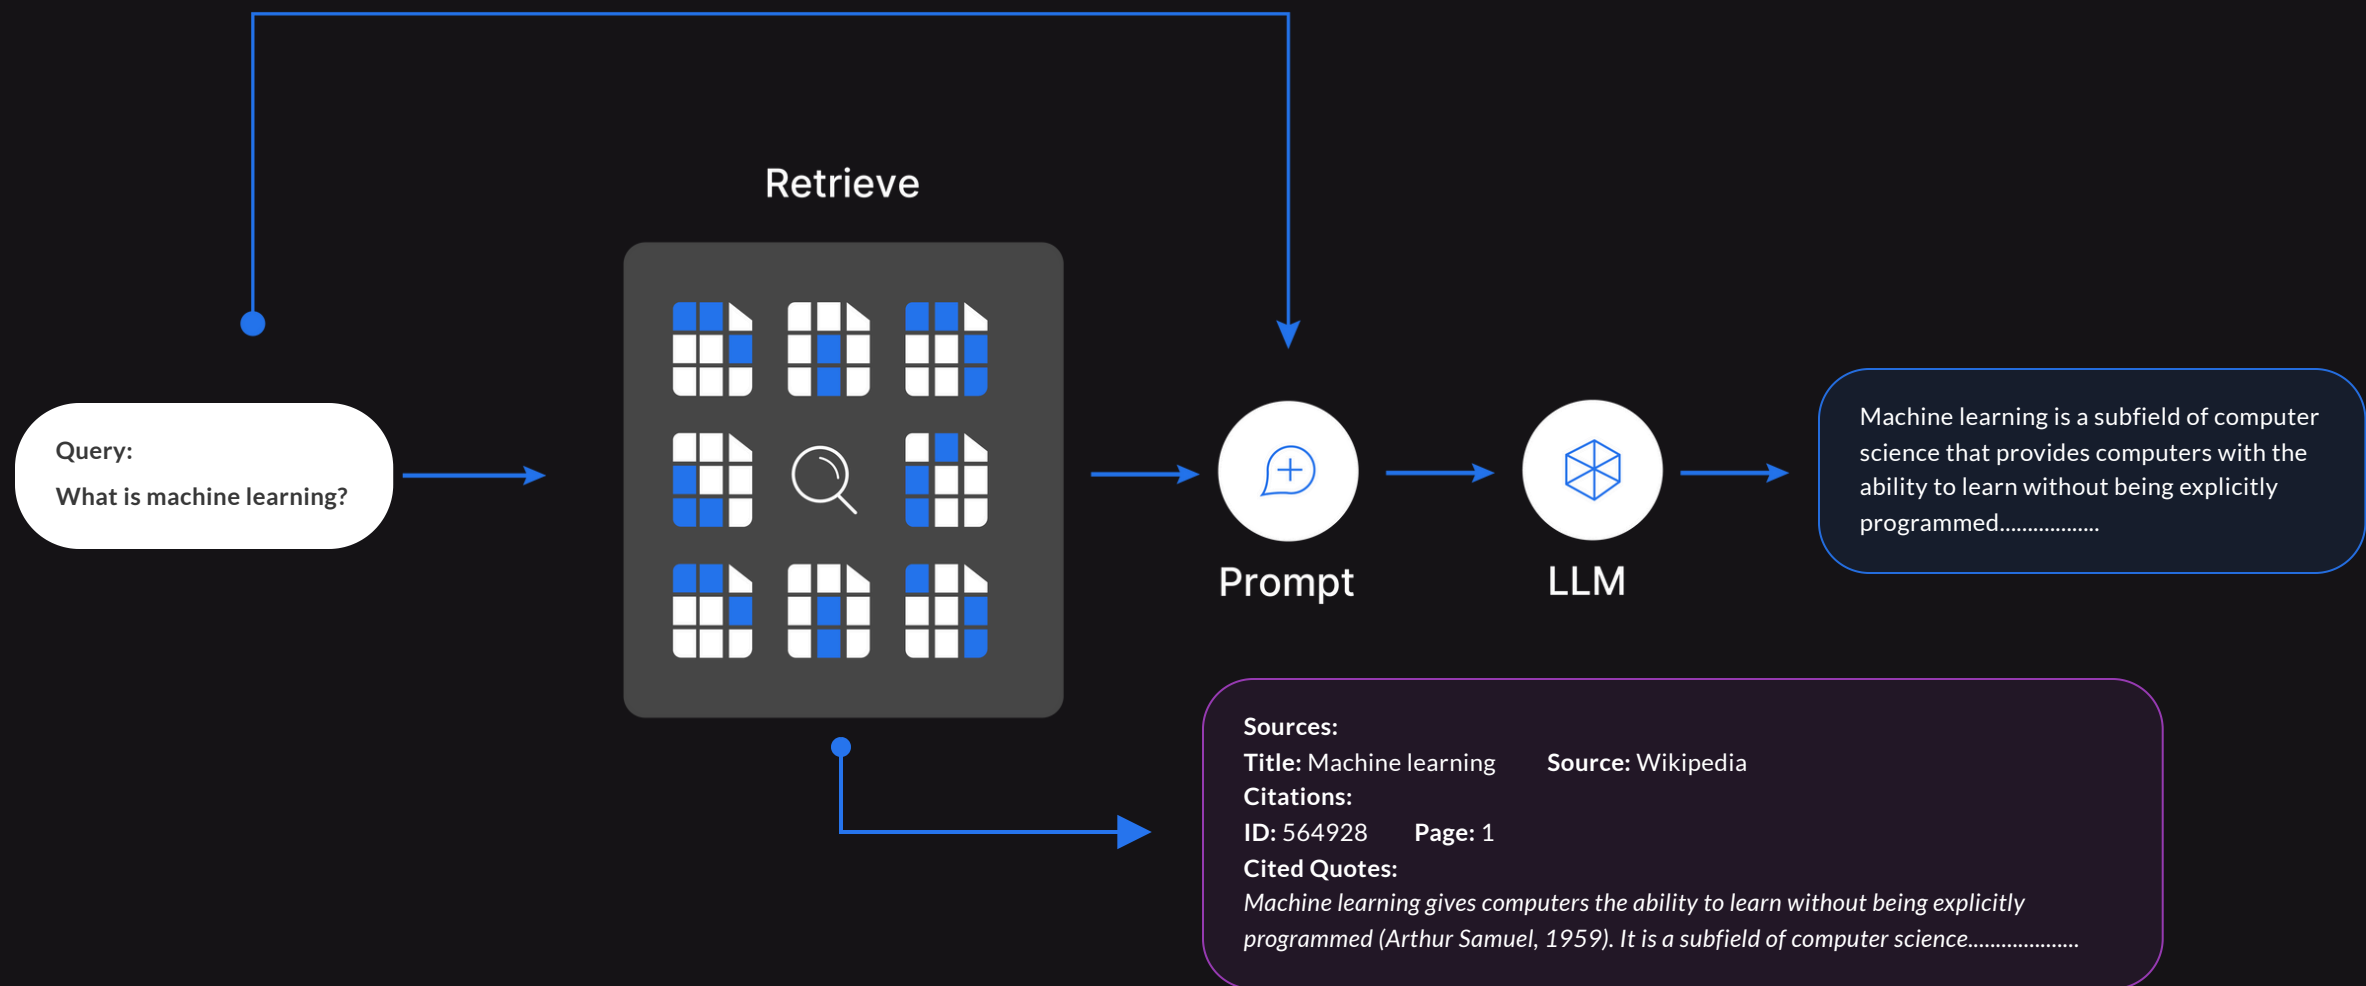 Retrieve
Query:
What is machine learning?
Prompt
LLM
Machine learning is a subfield of computer
science that provides computers with the
ability to learn without being explicitly
programmed..................
Sources:
Title: Machine learning Source: Wikipedia
Citations:
ID: 564928 Page: 1
Cited Quotes:
Machine learning gives computers the ability to learn without being explicitly
programmed (Arthur Samuel, 1959). It is a subfield of computer science....................